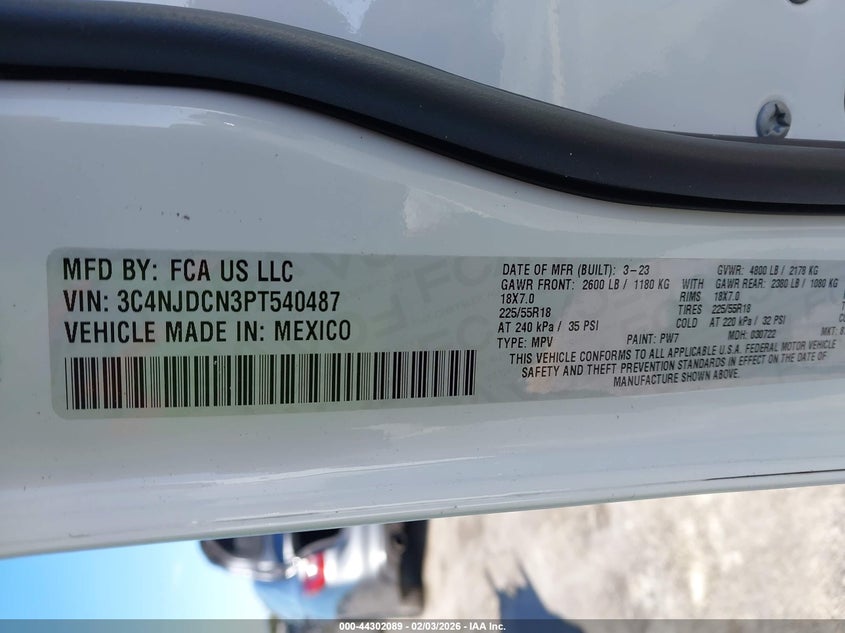 MFD BY: FCA US LLC
VIN: 3C4NJDCN3PT540487
VEHICLE MADE IN: MEXICO
DATE OF MFR (BUILT): 3-23 GVWR: 4800 LB / 2178 KG
GAWR FRONT: 2600 LB / 1180 KG WITH GAWR REAR: 2380 LB / 1080 KG
18X7.0 RIMS 18X7.0
225/55R18 TIRES 225/55R18
AT 240 kPa / 35 PSI COLD AT 220 kPa / 32 PSI
TYPE: MPV PAINT: PW7 MDH: 030722 MKT:
THIS VEHICLE CONFORMS TO ALL APPLICABLE U.S.A. FEDERAL MOTOR VEHICLE
SAFETY AND THEFT PREVENTION STANDARDS IN EFFECT ON THE DATE OF
MANUFACTURE SHOWN ABOVE.
000-44302089 - 02/03/2026 - IAA Inc.